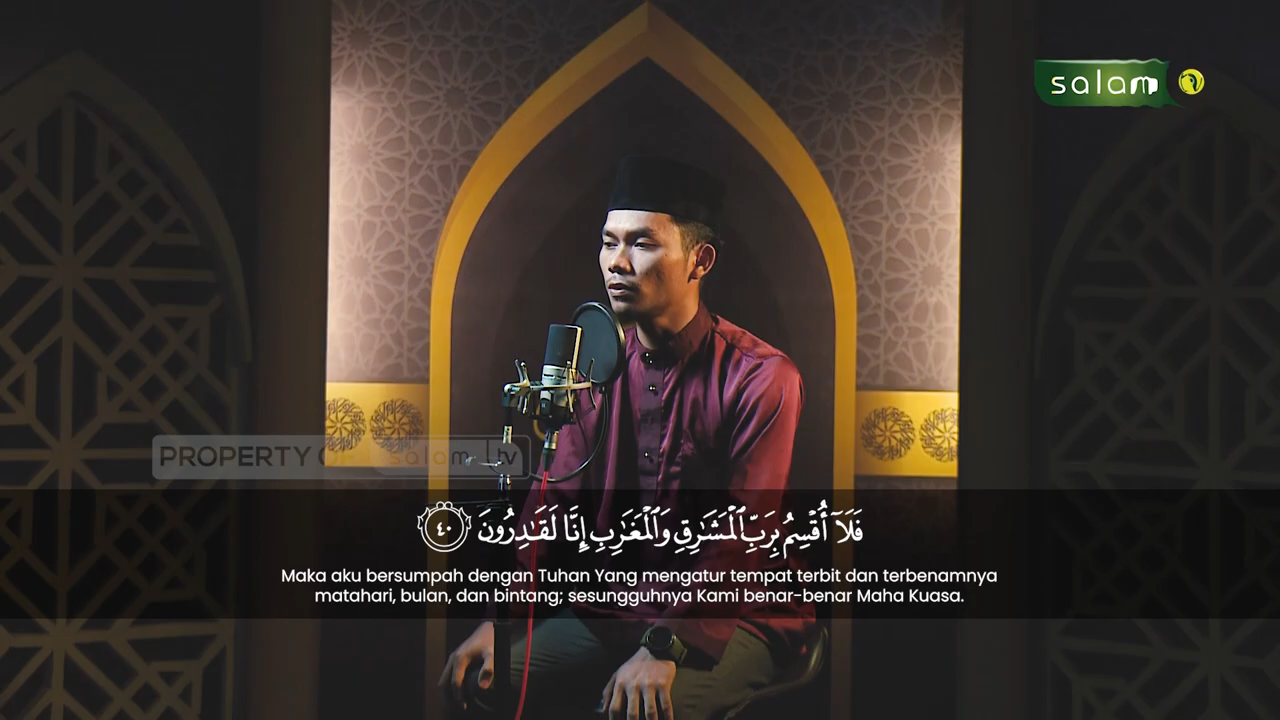 salam
PROPERTY OF salam tv
فَلَآ أُقْسِمُ بِرَبِّ ٱلْمَشَٰرِقِ وَٱلْمَغَٰرِبِ إِنَّا لَقَٰدِرُونَ ٤٠
Maka aku bersumpah dengan Tuhan Yang mengatur tempat terbit dan terbenamnya
matahari, bulan, dan bintang; sesungguhnya Kami benar-benar Maha Kuasa.